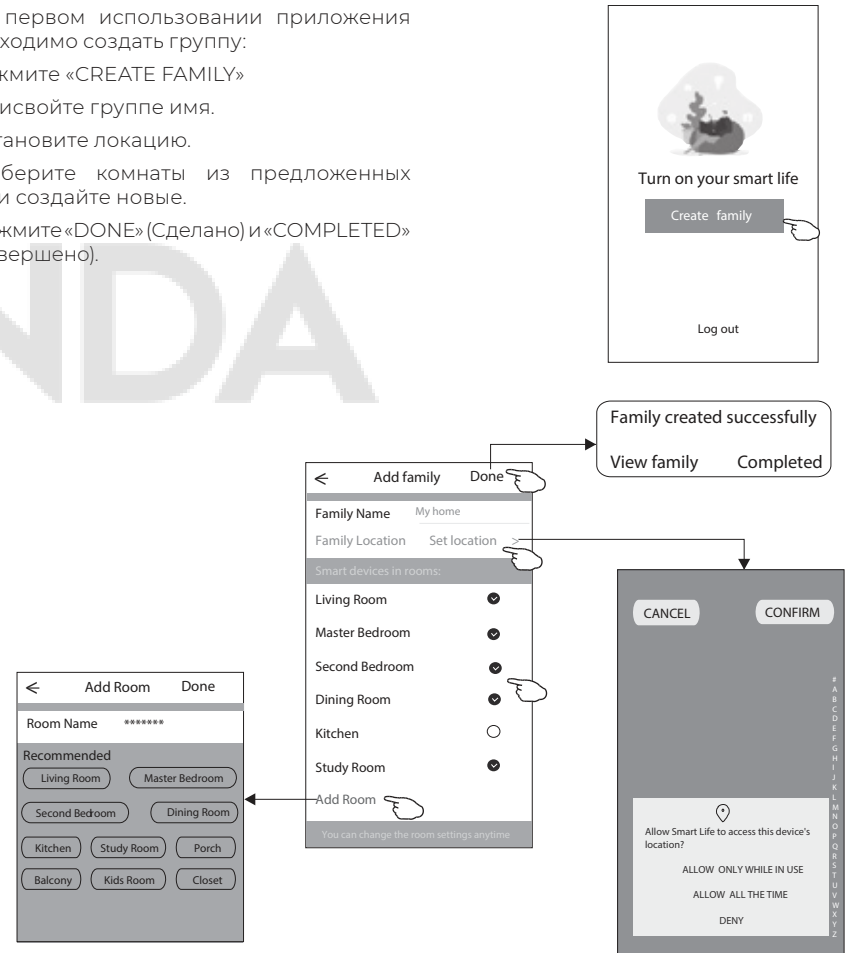 первом использовании приложения
ходимо создать группу:
жмите «CREATE FAMILY»
исвойте группе имя.
тановите локацию.
берите комнаты из предложенных
и создайте новые.
жмите «DONE» (Сделано) и «COMPLETED»
вершено).
NDA
Turn on your smart life
Create family
Log out
Family created successfully
View family Completed
Add family Done
Family Name My home
Family Location Set location >
Smart devices in rooms:
Living Room
Master Bedroom
Second Bedroom
Dining Room
Kitchen
Study Room
Add Room
You can change the room settings anytime
Add Room Done
Room Name *******
Recommended
Living Room Master Bedroom
Second Bedroom Dining Room
Kitchen Study Room Porch
Balcony Kids Room Closet
CANCEL CONFIRM
#
A
B
C
D
E
F
G
H
I
J
K
L
M
N
O
P
Q
R
S
T
U
V
W
X
Y
Z
Allow Smart Life to access this device's
location?
ALLOW ONLY WHILE IN USE
ALLOW ALL THE TIME
DENY